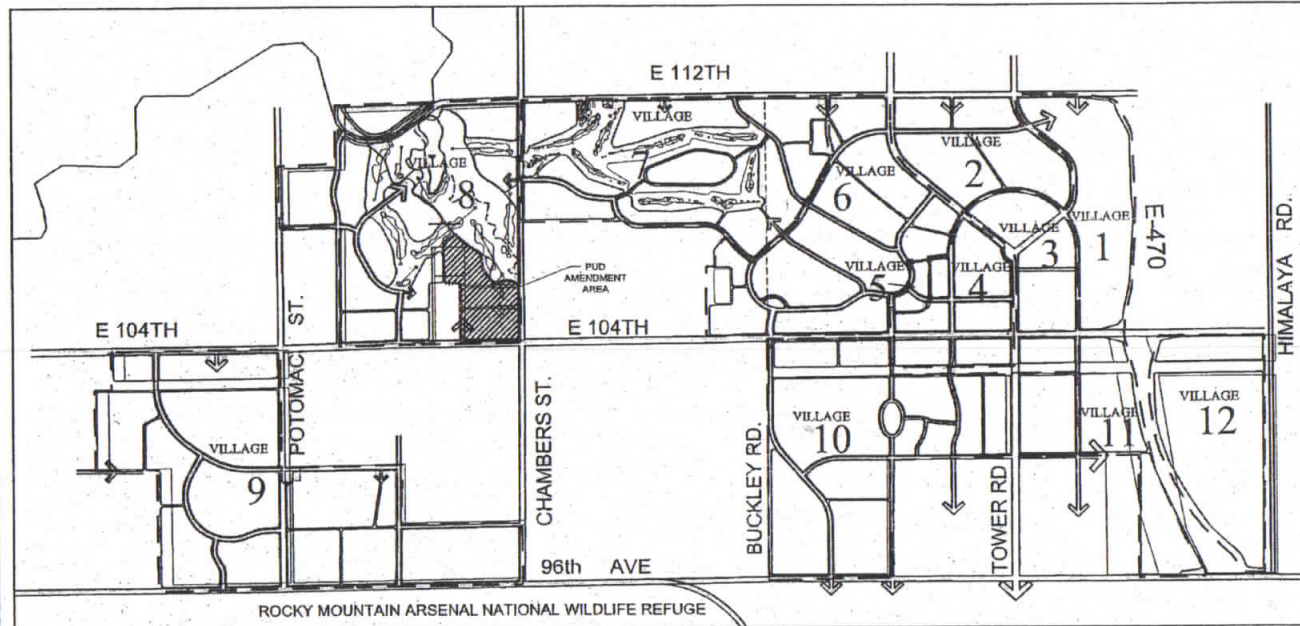 E 112TH
VILLAGE
VILLAGE
8
VILLAGE
6
VILLAGE
2
VILLAGE
3
VILLAGE
1
E470
HIMALAYA RD.
PUD
AMENDMENT
AREA
VILLAGE
5
VILLAGE
4
E 104TH
E 104TH
POTOMAC ST.
CHAMBERS ST.
BUCKLEY RD.
TOWER RD
VILLAGE
9
VILLAGE
10
VILLAGE
11
VILLAGE
12
96th AVE
ROCKY MOUNTAIN ARSENAL NATIONAL WILDLIFE REFUGE